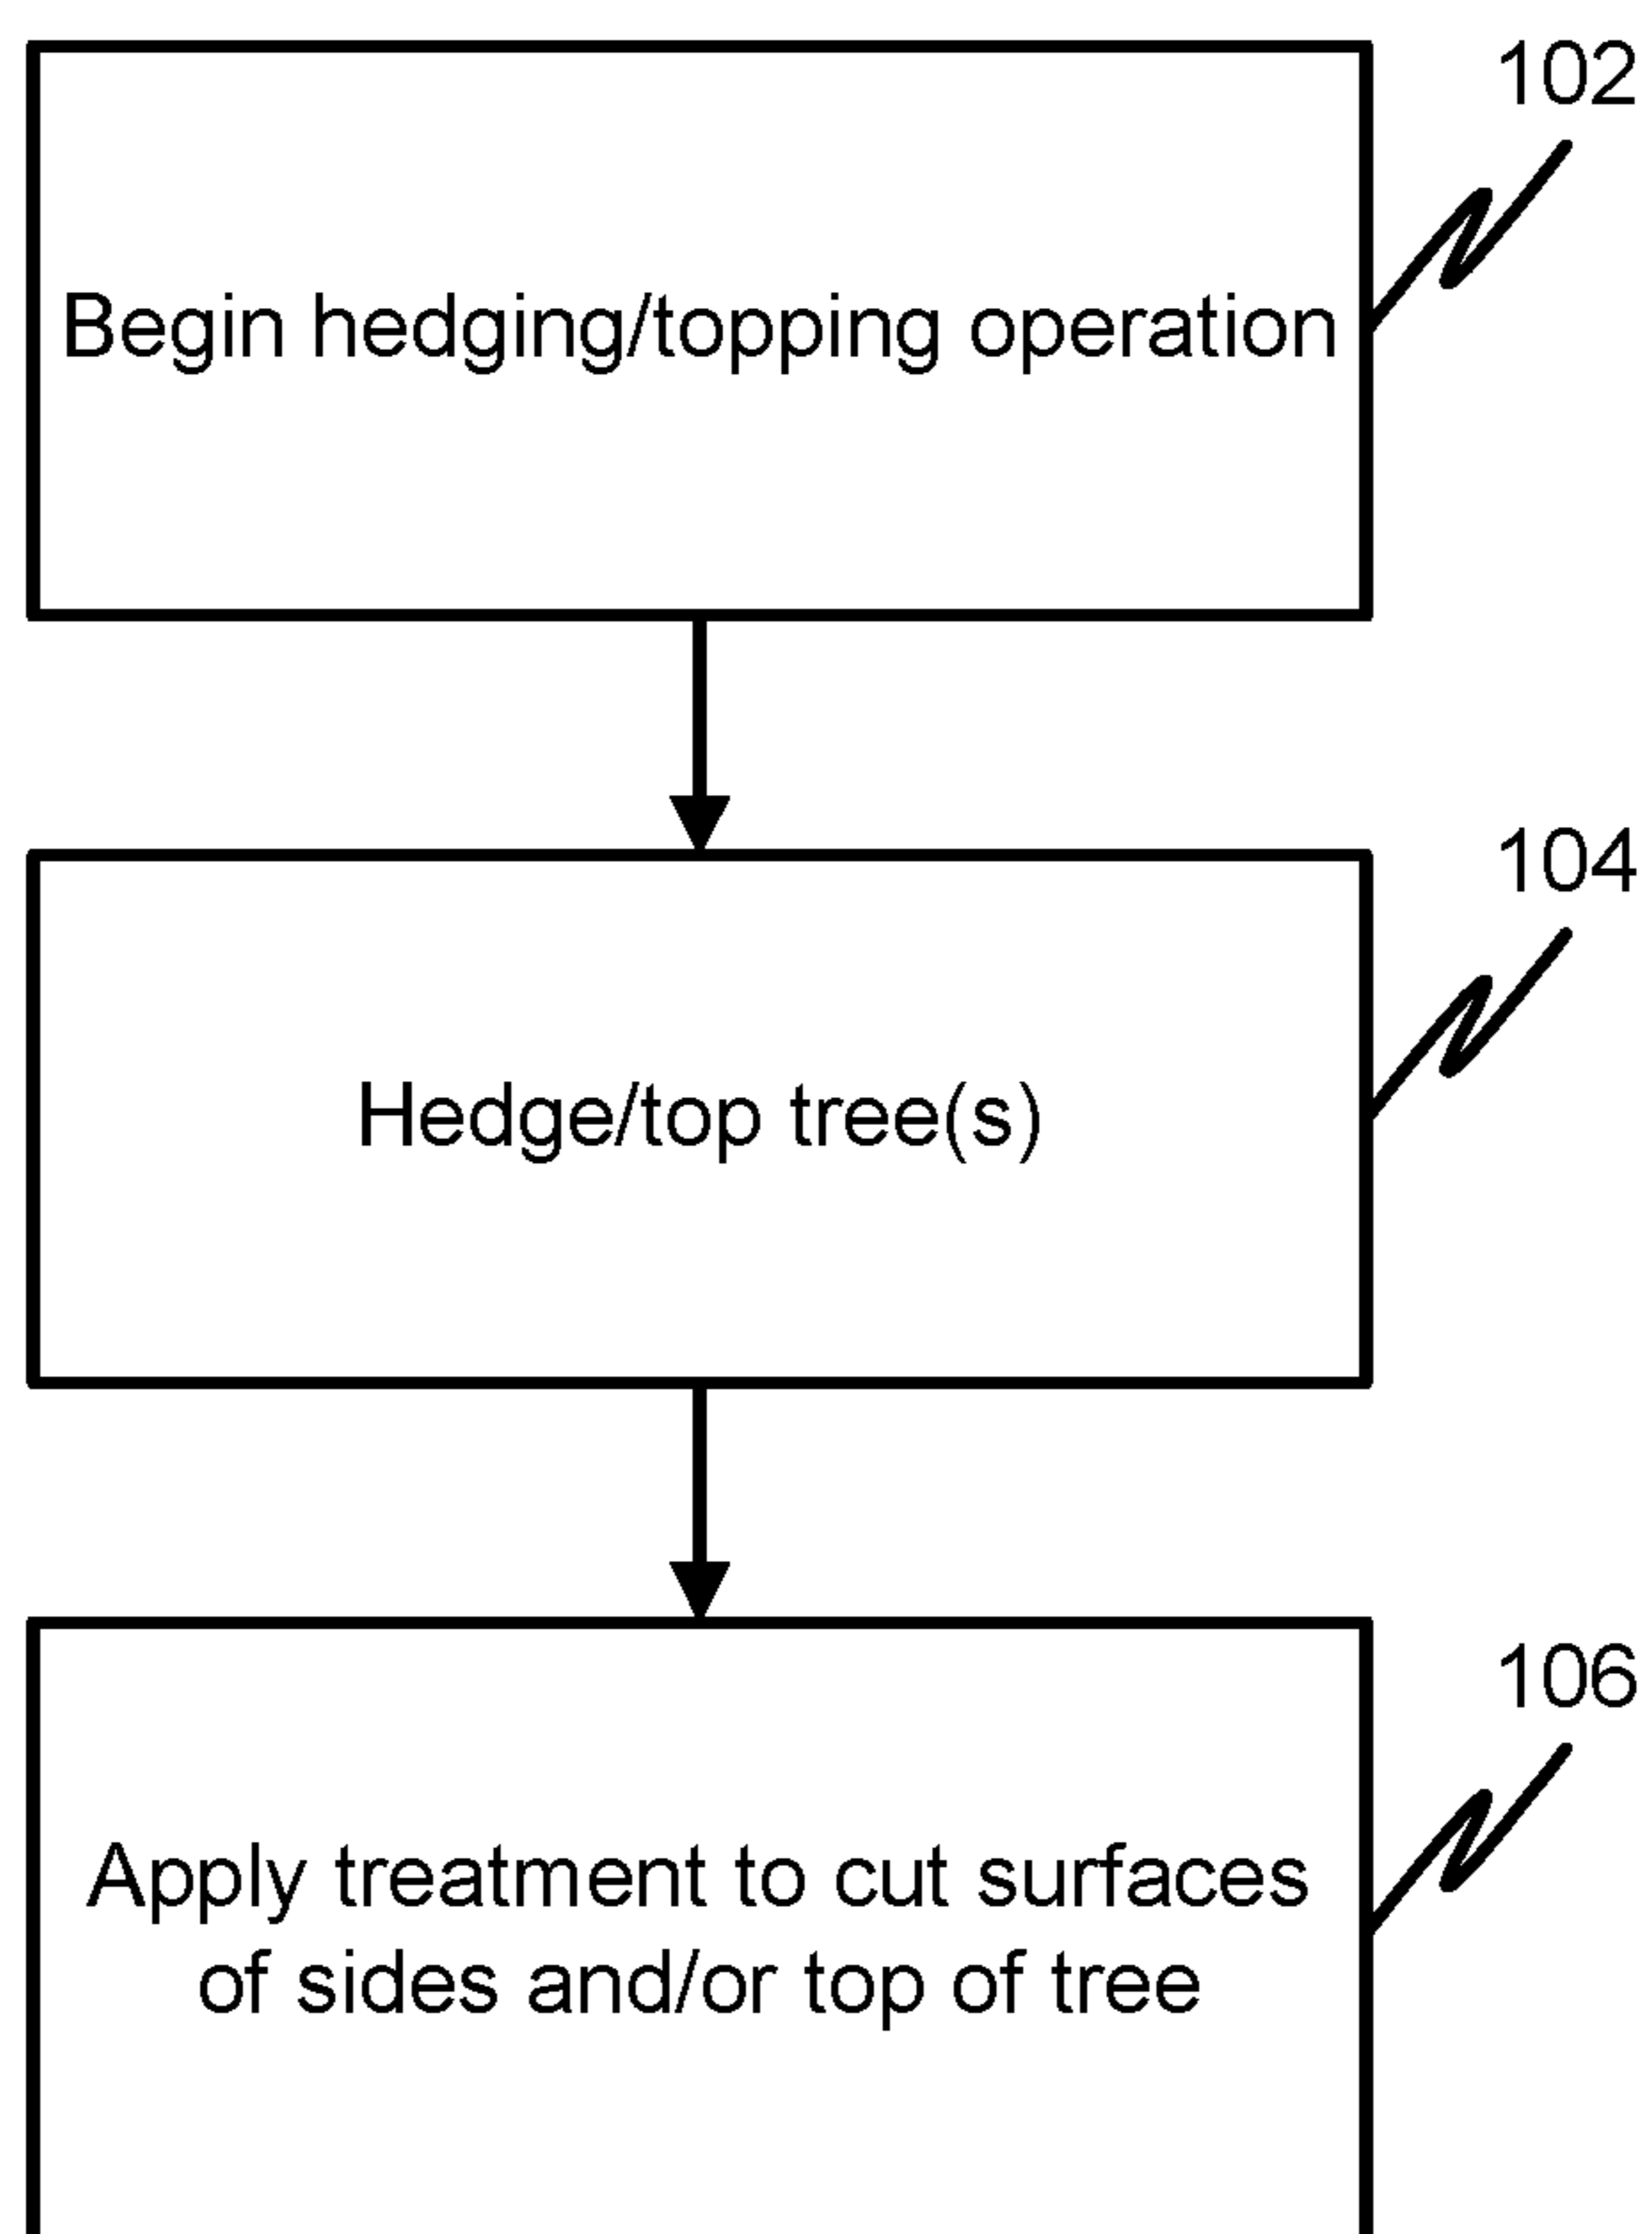 102
Begin hedging/topping operation
104
Hedge/top tree(s)
106
Apply treatment to cut surfaces
of sides and/or top of tree